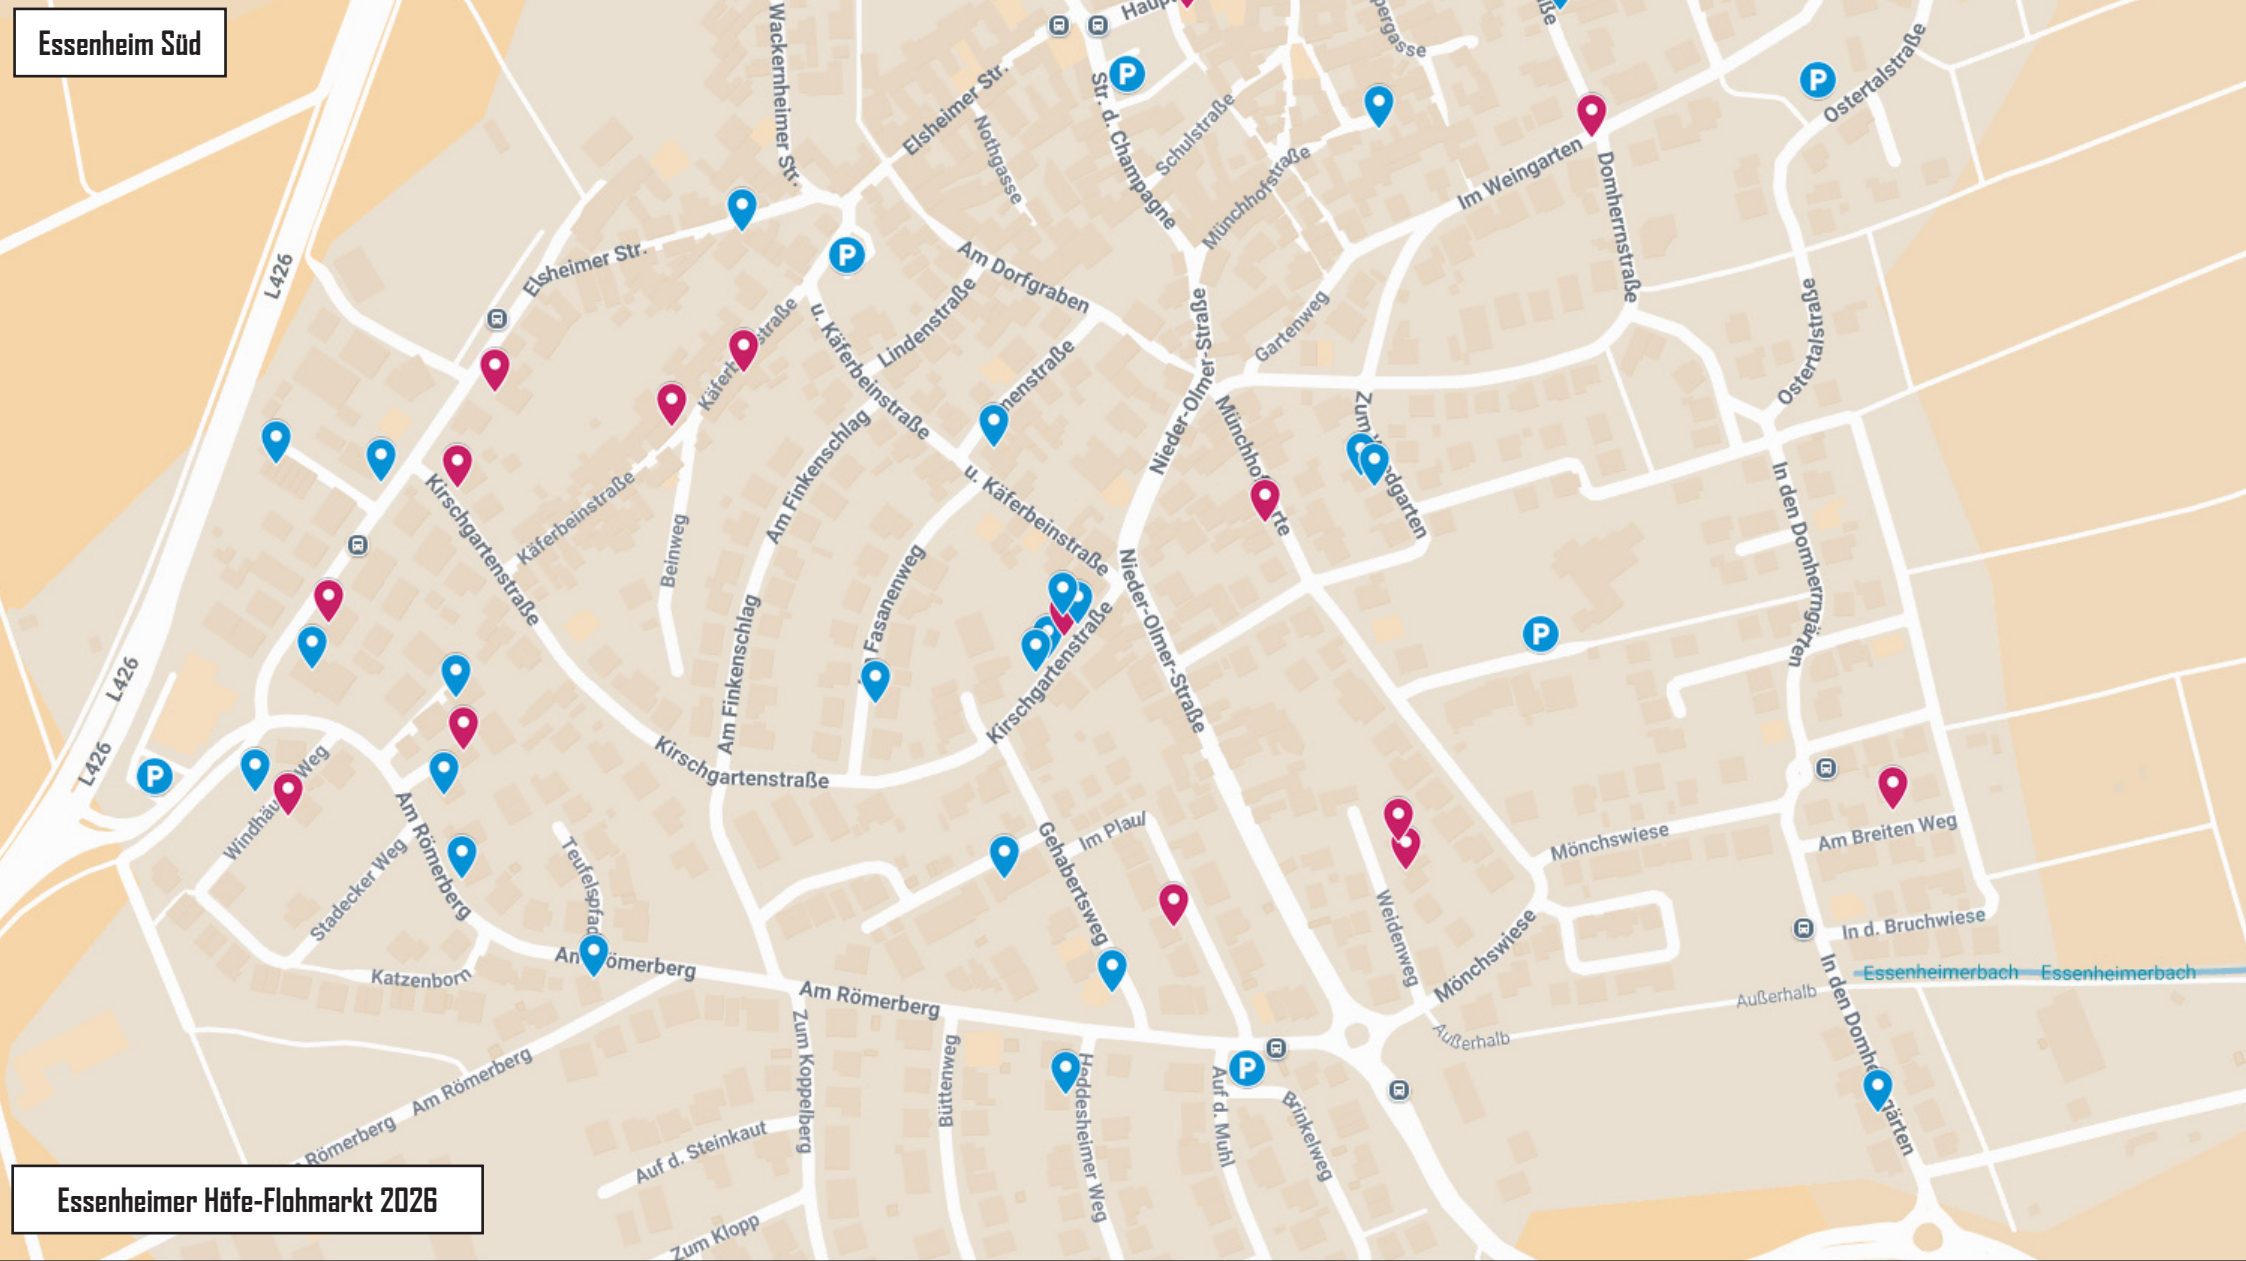 Essenheim Süd
Wackernheimer Str.
Elsheimer Str.
Nothgasse
Str. d. Champagne
Schulstraße
Münchhofstraße
Im Weingarten
Domherrnstraße
Ostertalstraße
L426
Elsheimer Str.
Am Dorfgraben
Lindenstraße
u. Käferbeinstraße
Nieder-Olmer-Straße
Gartenweg
Ostertalstraße
Am Finkenschlag
u. Käferbeinstraße
Kirschgartenstraße
Käferbeinstraße
Beinweg
In den Domherrngärten
Fasanenweg
Am Finkenschlag
Kirschgartenstraße
Nieder-Olmer-Straße
L426
L426
Kirschgartenstraße
Weg
Am Römerberg
Stadecker Weg
Teufelspfad
Gehabertsweg
Im Plaul
Mönchswiese
Am Breiten Weg
Weidenweg
In d. Bruchwiese
Mönchswiese
Katzenborn
Essenheimerbach
Essenheimerbach
Außerhalb
Außerhalb
Am Römerberg
Am Römerberg
Zum Koppelberg
Büttenweg
Auf d. Muhl
Brinkelweg
Römerberg
Auf d. Steinkaut
Zum Klopp
Essenheimer Höfe-Flohmarkt 2026
P
P
P
P
P
P